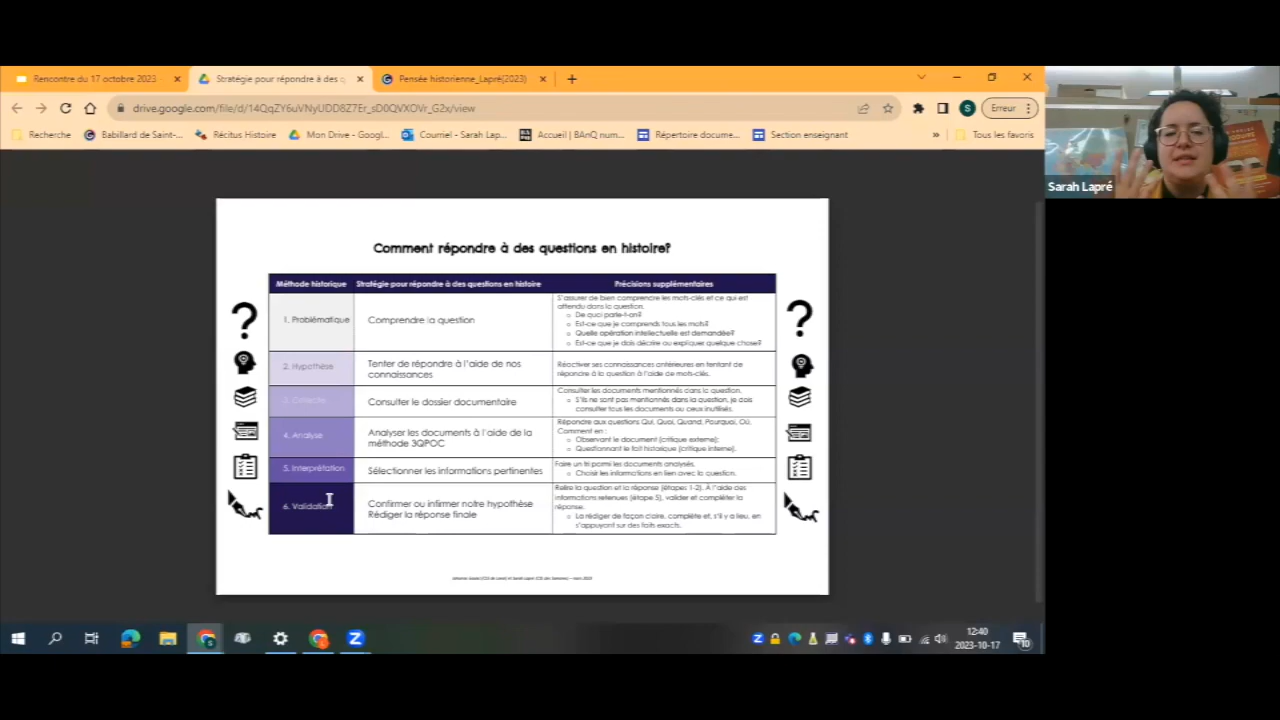 Rencontre du 17 octobre 2023
Stratégie pour répondre à des q
Pensée historienne_Lapré(2023)
drive.google.com/file/d/14QqZY6uVNyUDD8Z7Er_sD0QVXOVr_G2x/view
Erreur
Recherche
Babillard de Saint-...
Récitus Histoire
Mon Drive - Googl...
Courriel - Sarah Lap...
Accueil | BAnQ num...
Répertoire docume...
Section enseignant
»
Tous les favoris
Sarah Lapré
Comment répondre à des questions en histoire?
Méthode historique
Stratégie pour répondre à des questions en histoire
Précisions supplémentaires
1. Problématique
Comprendre la question
S'assurer de bien comprendre les mots-clés et ce qui est
attendu dans la question.
De quoi parle-t-on?
Est-ce que je comprends tous les mots?
Quelle opération intellectuelle est demandée?
Est-ce que je dois décrire ou expliquer quelque chose?
2. Hypothèse
Tenter de répondre à l'aide de nos
connaissances
Réactiver ses connaissances antérieures en tentant de
répondre à la question à l'aide de mots-clés.
3. Collecte
Consulter le dossier documentaire
Consulter les documents mentionnés dans la question.
S'ils ne sont pas mentionnés dans la question, je dois
consulter tous les documents ou ceux inutilisés.
4. Analyse
Analyser les documents à l'aide de la
méthode 3QPOC
Répondre aux questions Qui, Quoi, Quand, Pourquoi, Où,
Comment en :
Observant le document (critique externe);
Questionnant le fait historique (critique interne).
5. Interprétation
Sélectionner les informations pertinentes
Faire un tri parmi les documents analysés.
Choisir les informations en lien avec la question.
6. Validation
Confirmer ou infirmer notre hypothèse
Rédiger la réponse finale
Relire la question et la réponse (étapes 1-2). À l'aide des
informations retenues (étape 5), valider et compléter la
réponse.
La rédiger de façon claire, complète et, s'il y a lieu, en
s'appuyant sur des faits exacts.
12:40
2023-10-17